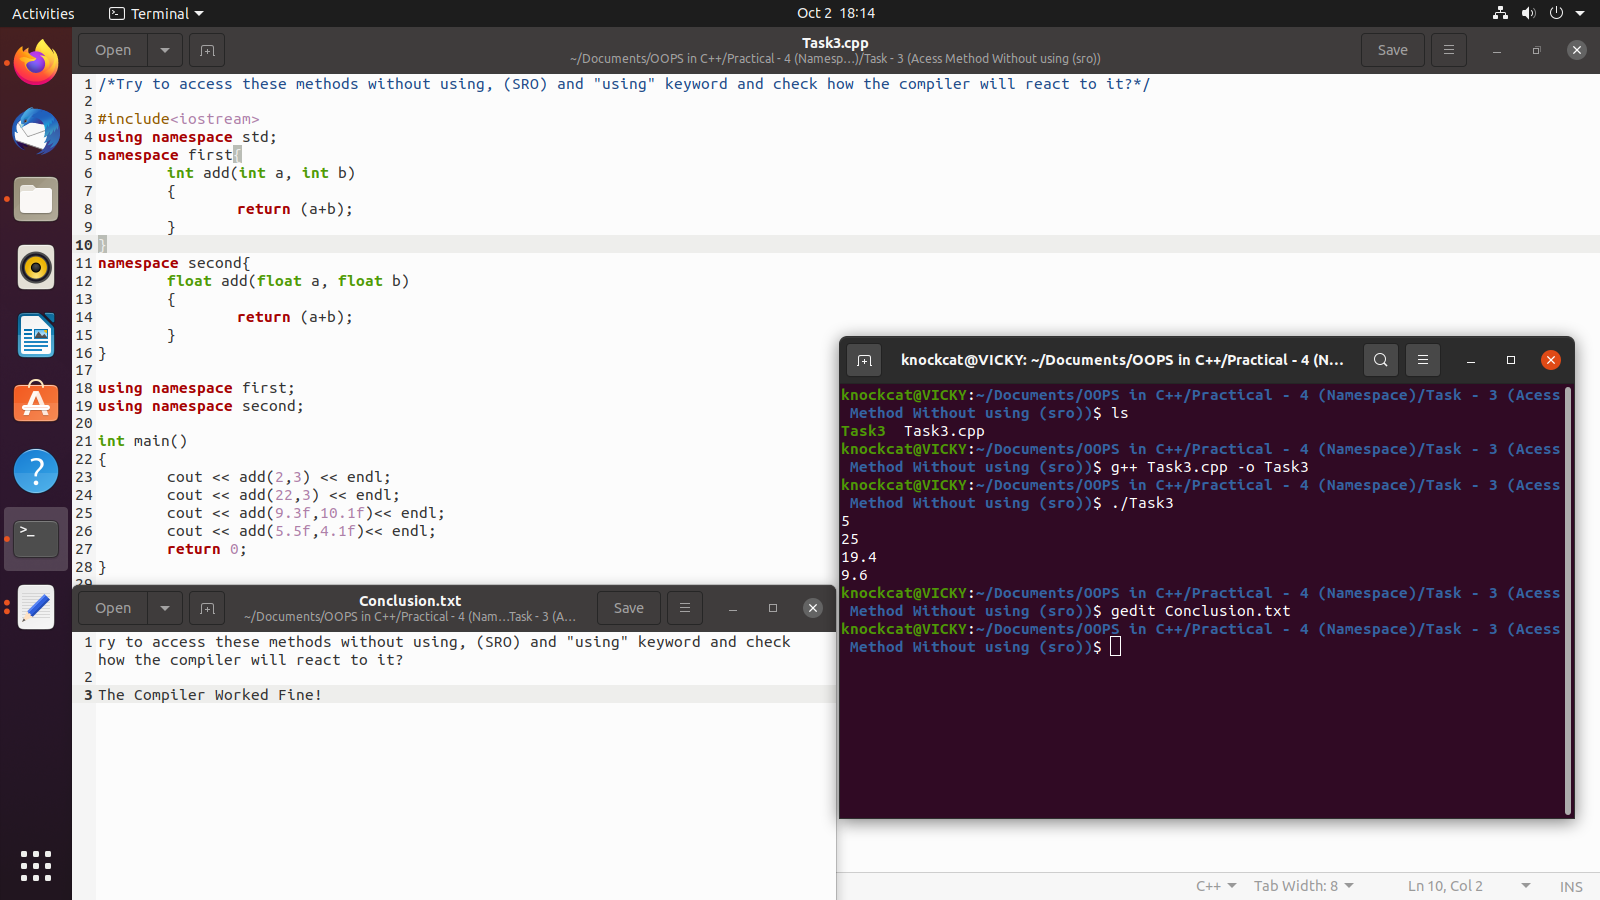 Activities
Terminal
Oct 2 18:14
Open
Task3.cpp
~/Documents/OOPS in C++/Practical - 4 (Namesp...)/Task - 3 (Acess Method Without using (sro))
Save
1 /*Try to access these methods without using, (SRO) and "using" keyword and check how the compiler will react to it?*/
2
3 #include<iostream>
4 using namespace std;
5 namespace first{
6 int add(int a, int b)
7 {
8 return (a+b);
9 }
10 }
11 namespace second{
12 float add(float a, float b)
13 {
14 return (a+b);
15 }
16 }
17
18 using namespace first;
19 using namespace second;
20
21 int main()
22 {
23 cout << add(2,3) << endl;
24 cout << add(22,3) << endl;
25 cout << add(9.3f,10.1f)<< endl;
26 cout << add(5.5f,4.1f)<< endl;
27 return 0;
28 }
29
Open
Conclusion.txt
~/Documents/OOPS in C++/Practical - 4 (Nam...Task - 3 (A...
Save
1 ry to access these methods without using, (SRO) and "using" keyword and check
how the compiler will react to it?
2
3 The Compiler Worked Fine!
knockcat@VICKY: ~/Documents/OOPS in C++/Practical - 4 (N...
knockcat@VICKY:~/Documents/OOPS in C++/Practical - 4 (Namespace)/Task - 3 (Acess
Method Without using (sro))$ ls
Task3 Task3.cpp
knockcat@VICKY:~/Documents/OOPS in C++/Practical - 4 (Namespace)/Task - 3 (Acess
Method Without using (sro))$ g++ Task3.cpp -o Task3
knockcat@VICKY:~/Documents/OOPS in C++/Practical - 4 (Namespace)/Task - 3 (Acess
Method Without using (sro))$ ./Task3
5
25
19.4
9.6
knockcat@VICKY:~/Documents/OOPS in C++/Practical - 4 (Namespace)/Task - 3 (Acess
Method Without using (sro))$ gedit Conclusion.txt
knockcat@VICKY:~/Documents/OOPS in C++/Practical - 4 (Namespace)/Task - 3 (Acess
Method Without using (sro))$
C++
Tab Width: 8
Ln 10, Col 2
INS